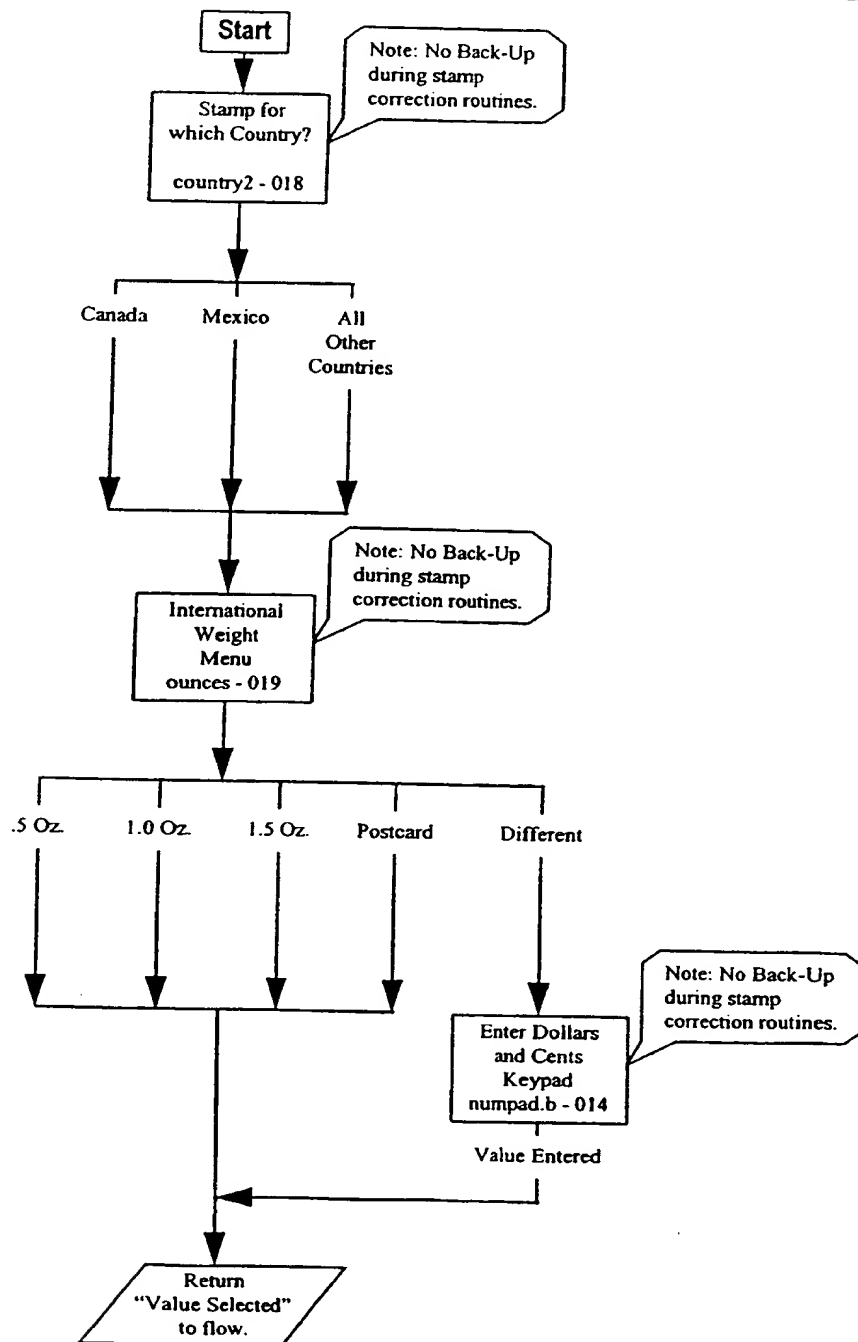 Start
Note: No Back-Up
during stamp
correction routines.
Stamp for
which Country?
country2 - 018
Canada
Mexico
All
Other
Countries
Note: No Back-Up
during stamp
correction routines.
International
Weight
Menu
ounces - 019
.5 Oz.
1.0 Oz.
1.5 Oz.
Postcard
Different
Note: No Back-Up
during stamp
correction routines.
Enter Dollars
and Cents
Keypad
numpad.b - 014
Value Entered
Return
“Value Selected”
to flow.